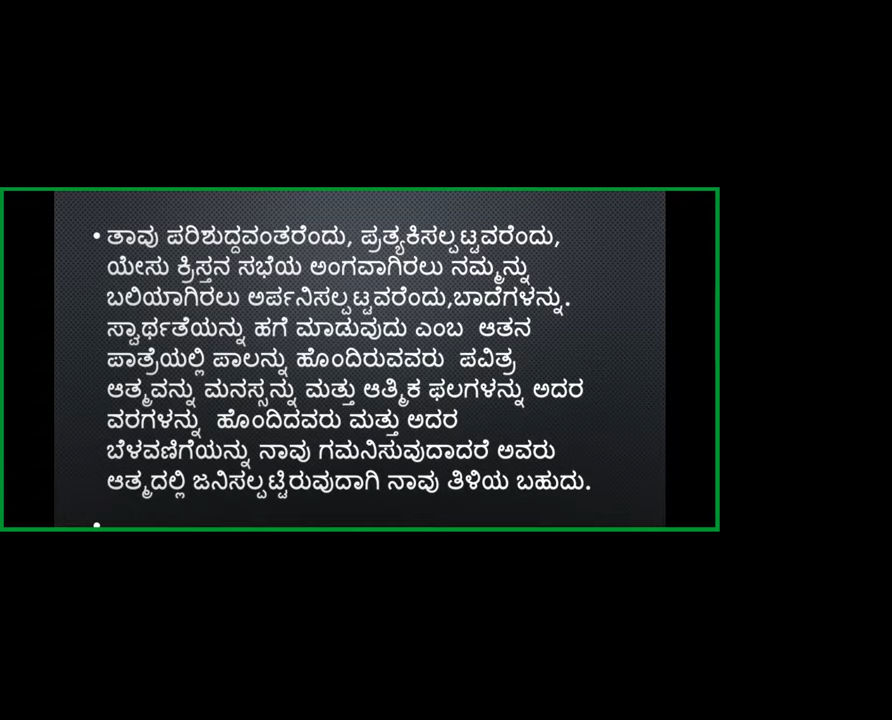 • ತಾವು ಪರಿಶುದ್ದವಂತರೆಂದು, ಪ್ರತ್ಯಕಿಸಲ್ಪಟ್ಟವರೆಂದು,
ಯೇಸು ಕ್ರಿಸ್ತನ ಸಭೆಯ ಅಂಗವಾಗಿರಲು ನಮ್ಮನ್ನು
ಬಲಿಯಾಗಿರಲು ಅರ್ಪನಿಸಲ್ಪಟ್ಟವರೆಂದು,ಬಾದೆಗಳನ್ನು.
ಸ್ವಾರ್ಥತೆಯನ್ನು ಹಗೆ ಮಾಡುವುದು ಎಂಬ ಆತನ
ಪಾತ್ರೆಯಲ್ಲಿ ಪಾಲನ್ನು ಹೊಂದಿರುವವರು ಪವಿತ್ರ
ಆತ್ಮವನ್ನು ಮನಸ್ಸನ್ನು ಮತ್ತು ಆತ್ಮಿಕ ಫಲಗಳನ್ನು ಅದರ
ವರಗಳನ್ನು ಹೊಂದಿದವರು ಮತ್ತು ಅದರ
ಬೆಳವಣಿಗೆಯನ್ನು ನಾವು ಗಮನಿಸುವುದಾದರೆ ಅವರು
ಆತ್ಮದಲ್ಲಿ ಜನಿಸಲ್ಪಟ್ಟಿರುವುದಾಗಿ ನಾವು ತಿಳಿಯ ಬಹುದು.